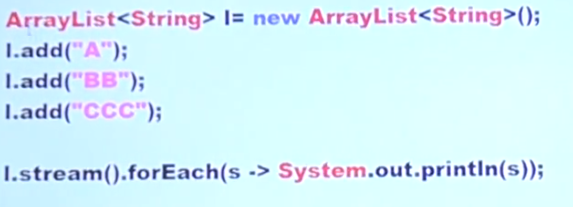 ArrayList<String> l= new ArrayList<String>();
l.add("A");
l.add("BB");
l.add("CCC");
l.stream().forEach(s -> System.out.println(s));